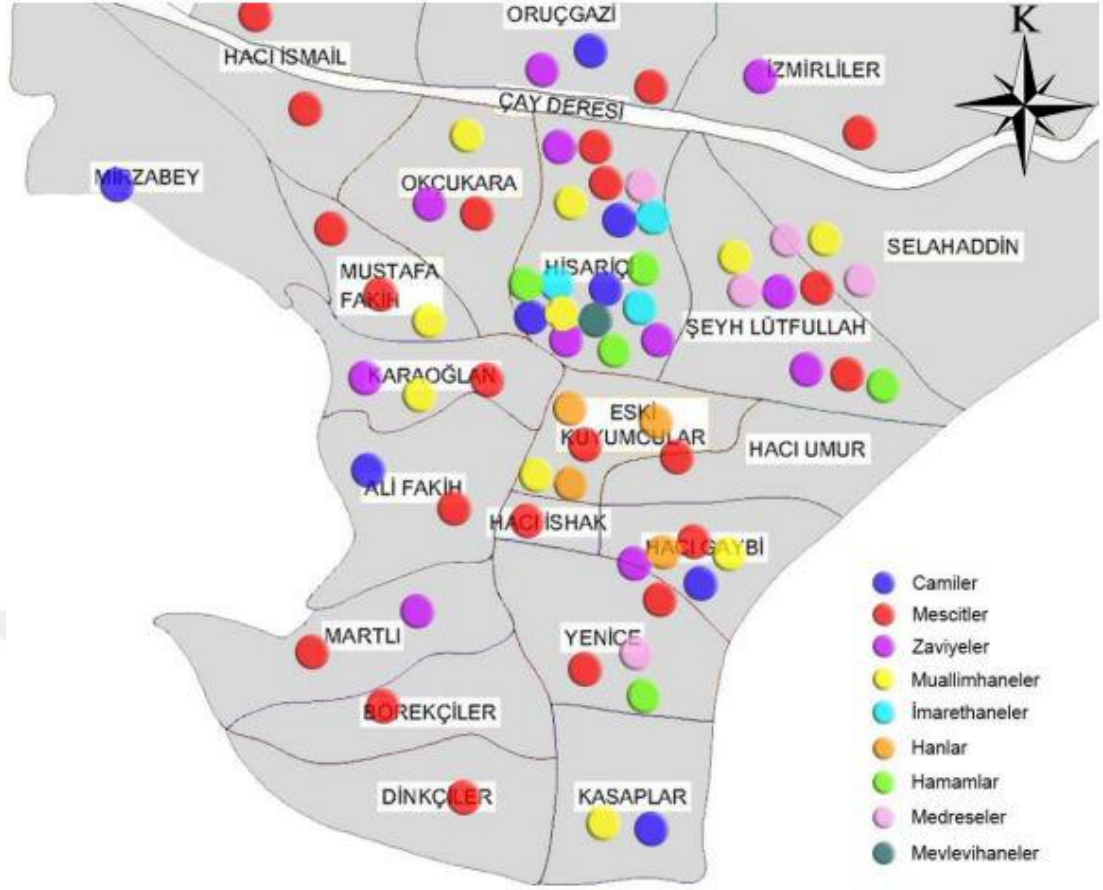 ORUÇGAZİ
K
HACI İSMAİL
İZMİRLİLER
ÇAY DERESİ
MİRZABEY
OKCUKARA
SELAHADDİN
HİSARİÇİ
MUSTAFA
FAKİH
ŞEYH LÜTFULLAH
KARAOĞLAN
ESKİ
KUYUMCULAR
HACI UMUR
ALİ FAKİH
HACI İSHAK
HACI GAYBİ
MARTLI
YENİCE
BÖREKÇİLER
DİNKÇİLER
KASAPLAR
Camiler
Mescitler
Zaviyeler
Muallimhaneler
İmarethaneler
Hanlar
Hamamlar
Medreseler
Mevlevihaneler